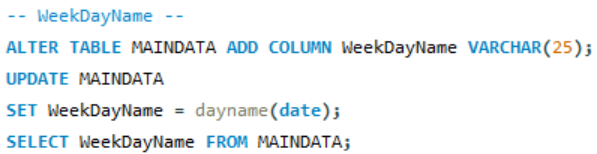 -- WeekDayName --
ALTER TABLE MAINDATA ADD COLUMN WeekDayName VARCHAR(25);
UPDATE MAINDATA
SET WeekDayName = dayname(date);
SELECT WeekDayName FROM MAINDATA;